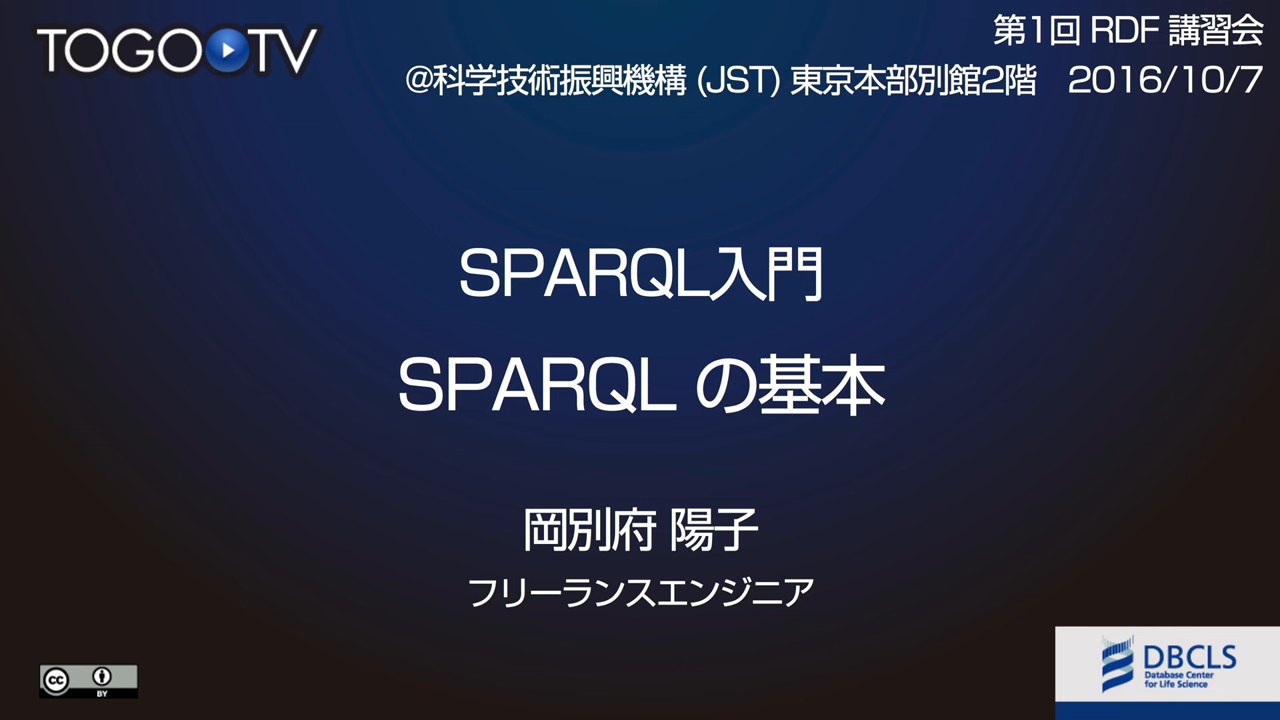 TOGO TV
第1回 RDF 講習会
@科学技術振興機構 (JST) 東京本部別館2階　2016/10/7
SPARQL入門
SPARQL の基本
岡別府 陽子
フリーランスエンジニア
cc
BY
DBCLS
Database Center
for Life Science